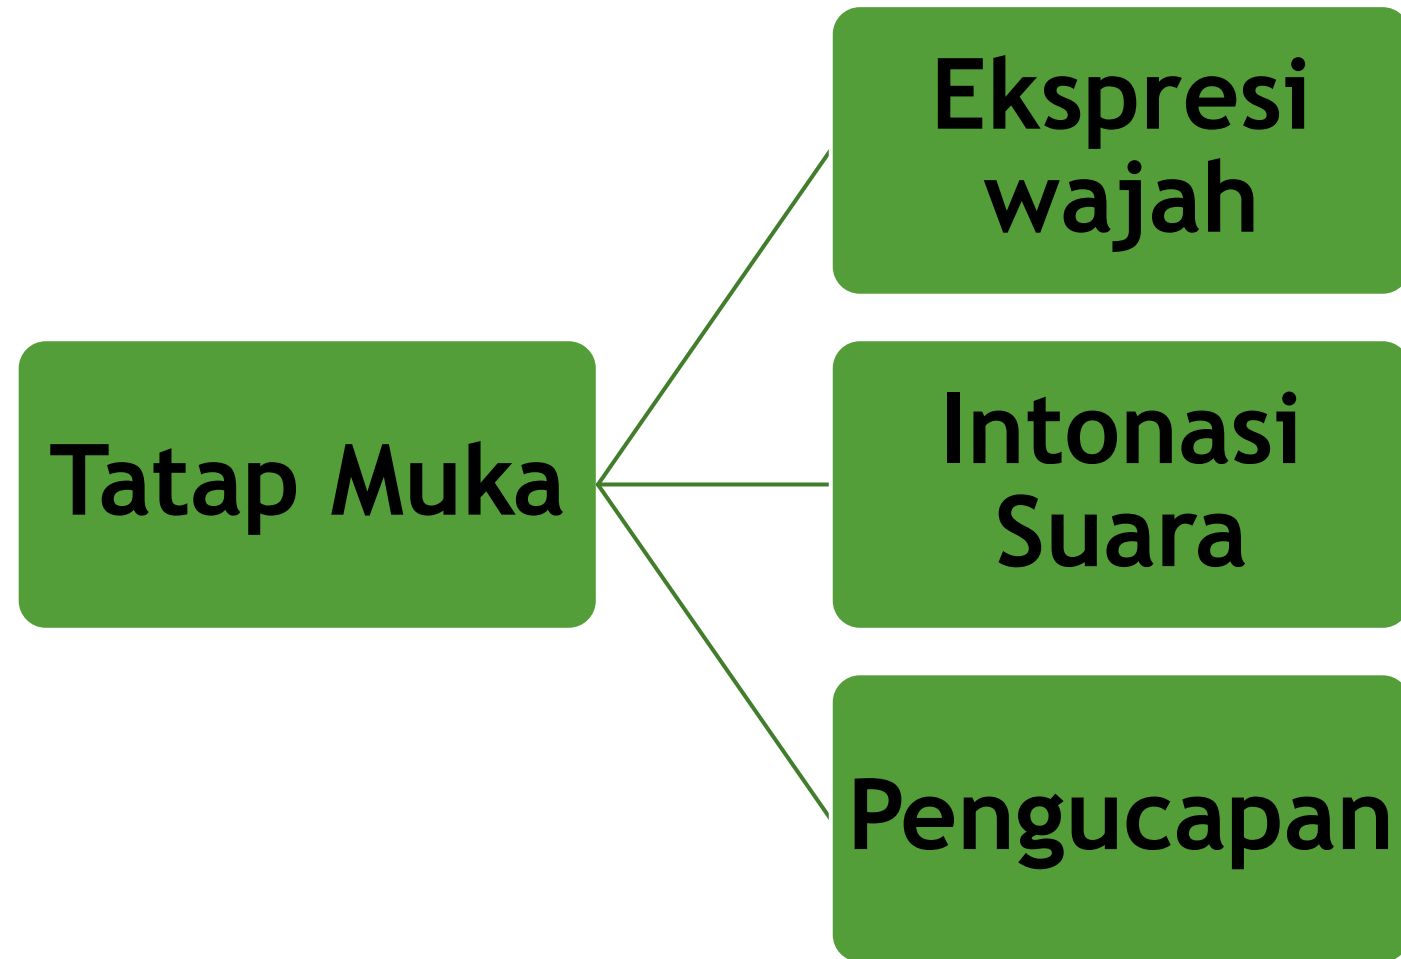 Tatap Muka
Ekspresi
wajah
Intonasi
Suara
Pengucapan